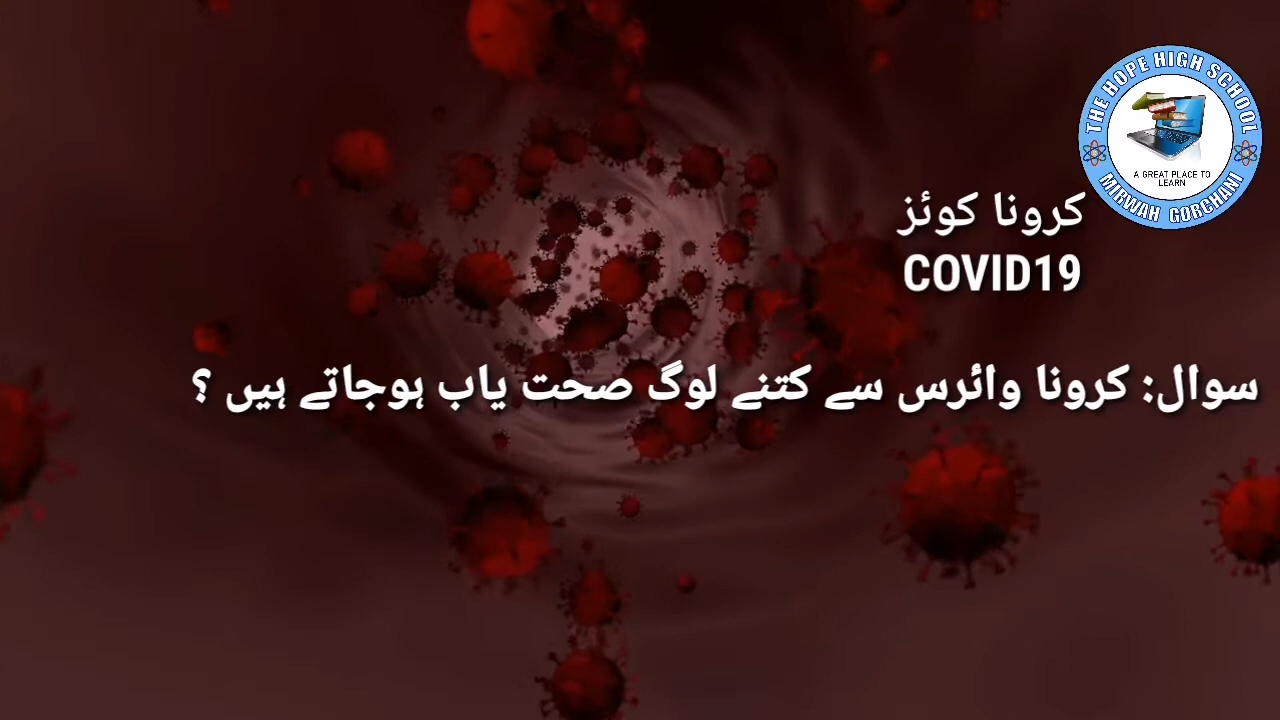 THE HOPE HIGH SCHOOL
A GREAT PLACE TO
LEARN
MIRWAH GORCHANI
کرونا کوئز
COVID19
سوال: کرونا وائرس سے کتنے لوگ صحت یاب ہوجاتے ہیں ؟